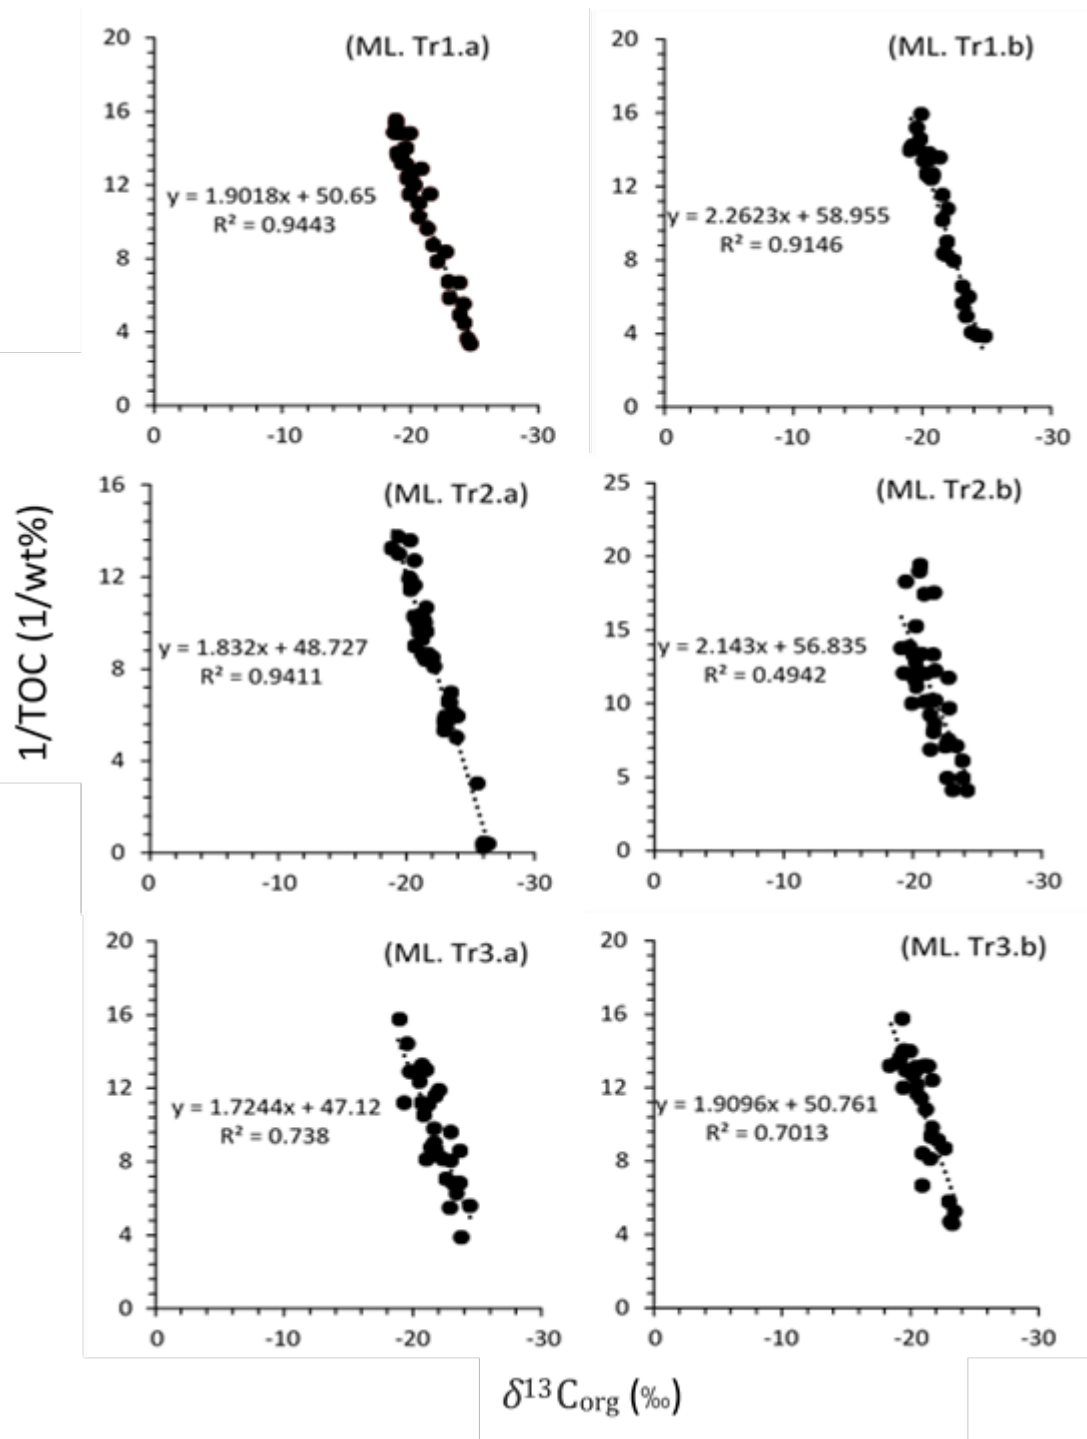 (ML. Tr1.a)
20
16
12
8
4
0
y = 1.9018x + 50.65
R² = 0.9443
0 -10 -20 -30
(ML. Tr1.b)
20
16
12
8
4
0
y = 2.2623x + 58.955
R² = 0.9146
0 -10 -20 -30
1/TOC (1/wt%)
(ML. Tr2.a)
16
12
8
4
0
y = 1.832x + 48.727
R² = 0.9411
0 -10 -20 -30
(ML. Tr2.b)
25
20
15
10
5
0
y = 2.143x + 56.835
R² = 0.4942
0 -10 -20 -30
(ML. Tr3.a)
20
16
12
8
4
0
y = 1.7244x + 47.12
R² = 0.738
0 -10 -20 -30
(ML. Tr3.b)
20
16
12
8
4
0
y = 1.9096x + 50.761
R² = 0.7013
0 -10 -20 -30
δ¹³Corg (‰)